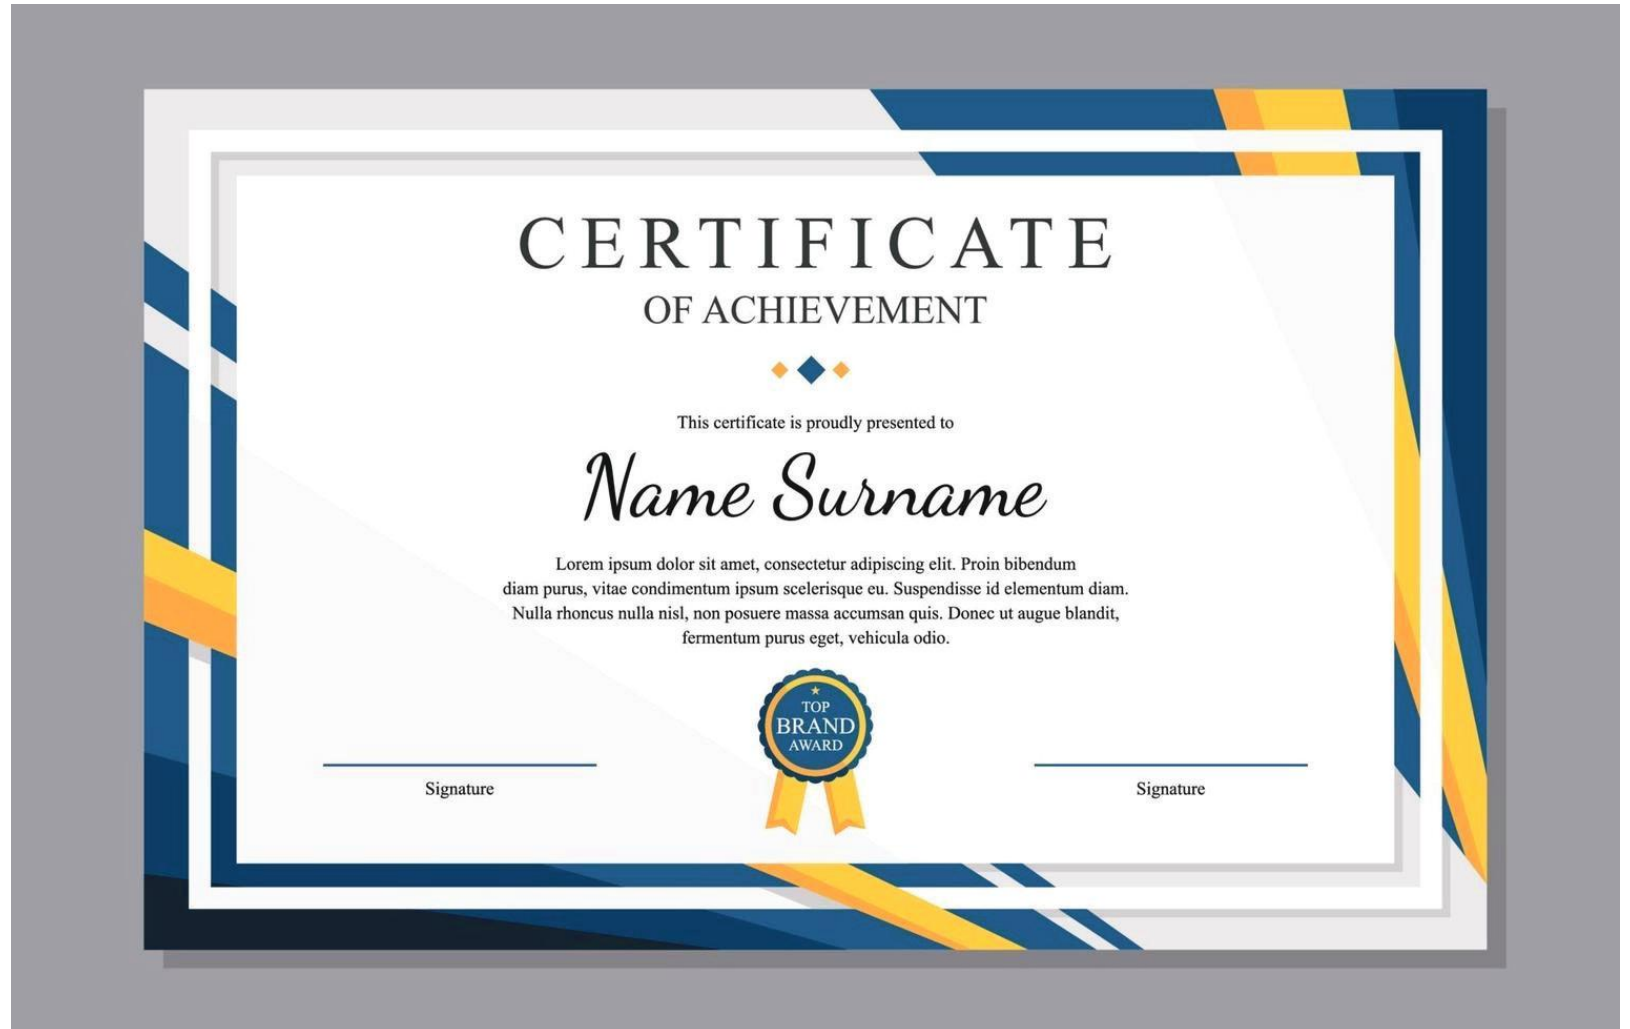 CERTIFICATE
OF ACHIEVEMENT
This certificate is proudly presented to
Name Surname
Lorem ipsum dolor sit amet, consectetur adipiscing elit. Proin bibendum
diam purus, vitae condimentum ipsum scelerisque eu. Suspendisse id elementum diam.
Nulla rhoncus nulla nisl, non posuere massa accumsan quis. Donec ut augue blandit,
fermentum purus eget, vehicula odio.
TOP
BRAND
AWARD
Signature
Signature